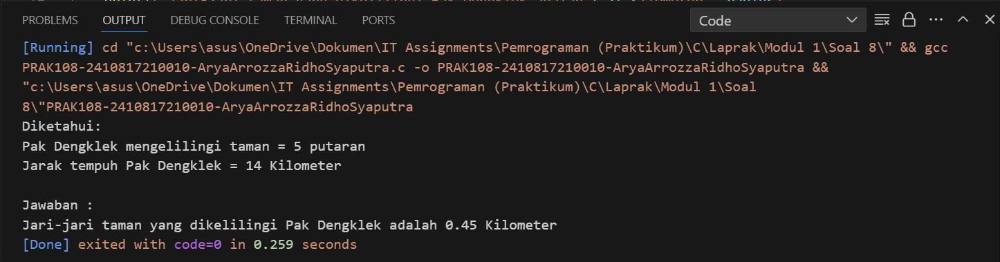 PROBLEMS OUTPUT DEBUG CONSOLE TERMINAL PORTS Code
[Running] cd "c:\Users\asus\OneDrive\Dokumen\IT Assignments\Pemrograman (Praktikum)\C\Laprak\Modul 1\Soal 8\" && gcc
PRAK108-2410817210010-AryaArrozzaRidhoSyaputra.c -o PRAK108-2410817210010-AryaArrozzaRidhoSyaputra &&
"c:\Users\asus\OneDrive\Dokumen\IT Assignments\Pemrograman (Praktikum)\C\Laprak\Modul 1\Soal
8\"PRAK108-2410817210010-AryaArrozzaRidhoSyaputra
Diketahui:
Pak Dengklek mengelilingi taman = 5 putaran
Jarak tempuh Pak Dengklek = 14 Kilometer
Jawaban :
Jari-jari taman yang dikelilingi Pak Dengklek adalah 0.45 Kilometer
[Done] exited with code=0 in 0.259 seconds